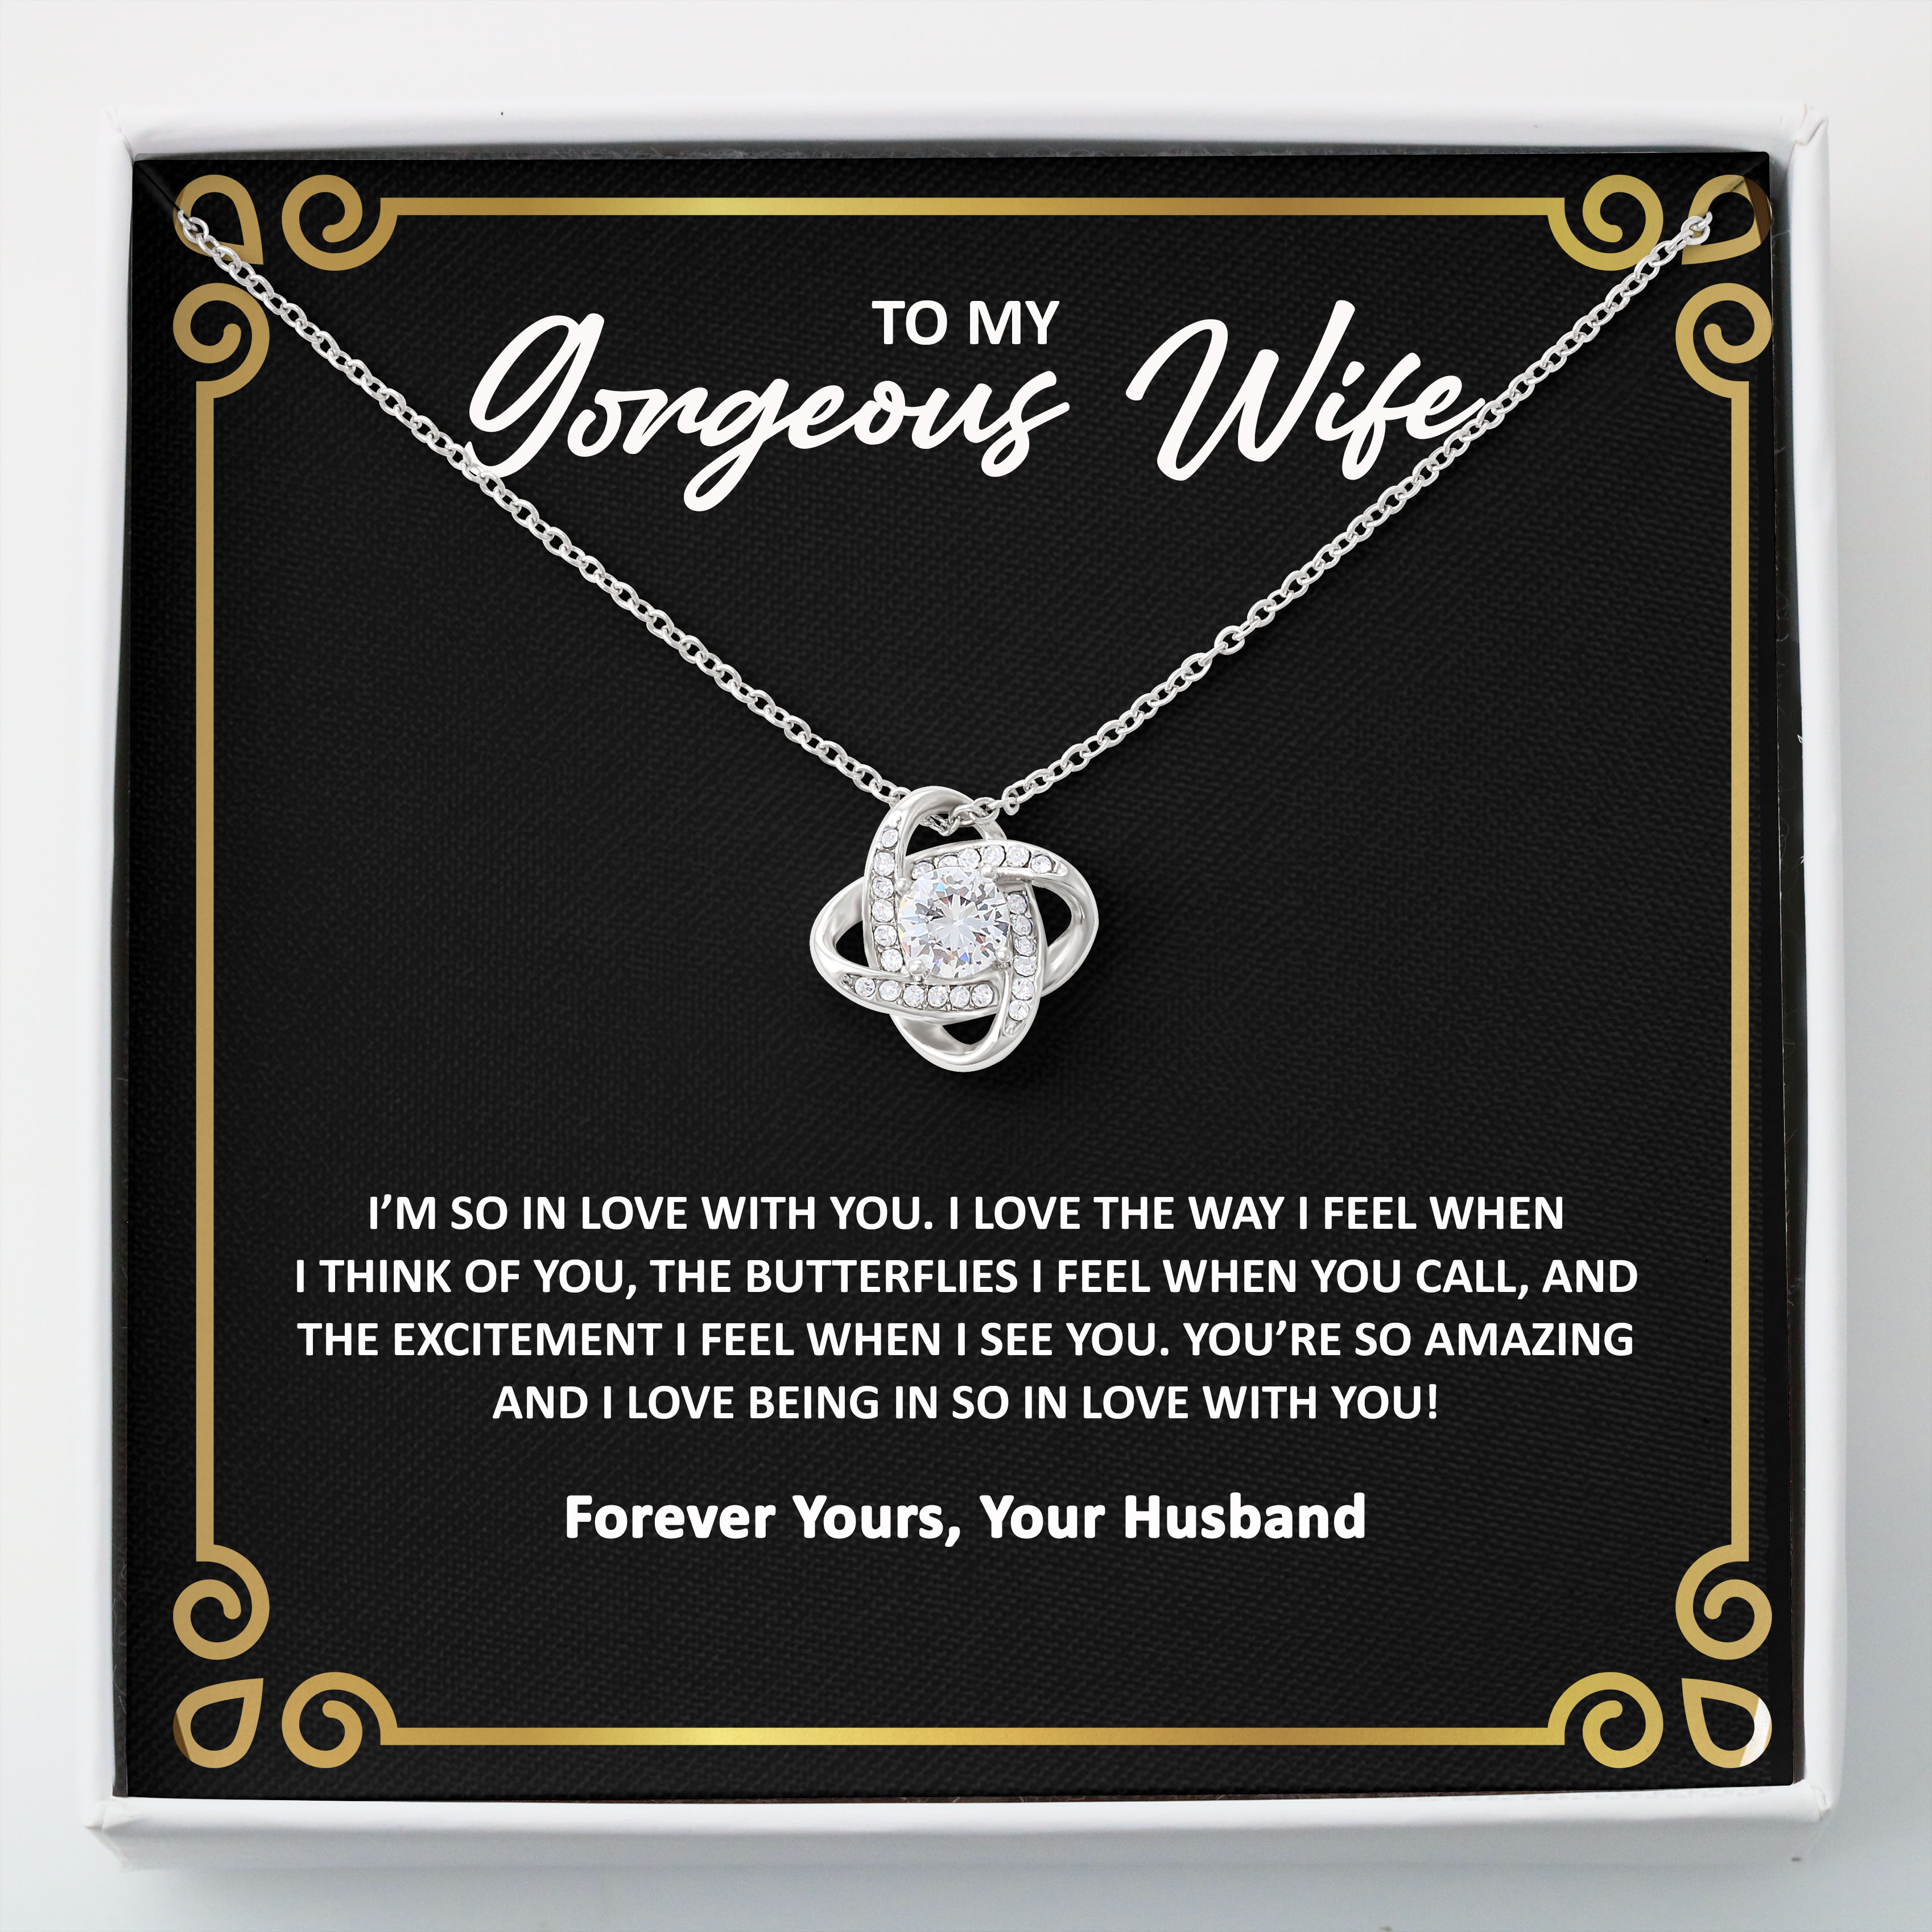 TO MY
Gorgeous Wife
I’M SO IN LOVE WITH YOU. I LOVE THE WAY I FEEL WHEN
I THINK OF YOU, THE BUTTERFLIES I FEEL WHEN YOU CALL, AND
THE EXCITEMENT I FEEL WHEN I SEE YOU. YOU’RE SO AMAZING
AND I LOVE BEING IN SO IN LOVE WITH YOU!
Forever Yours, Your Husband